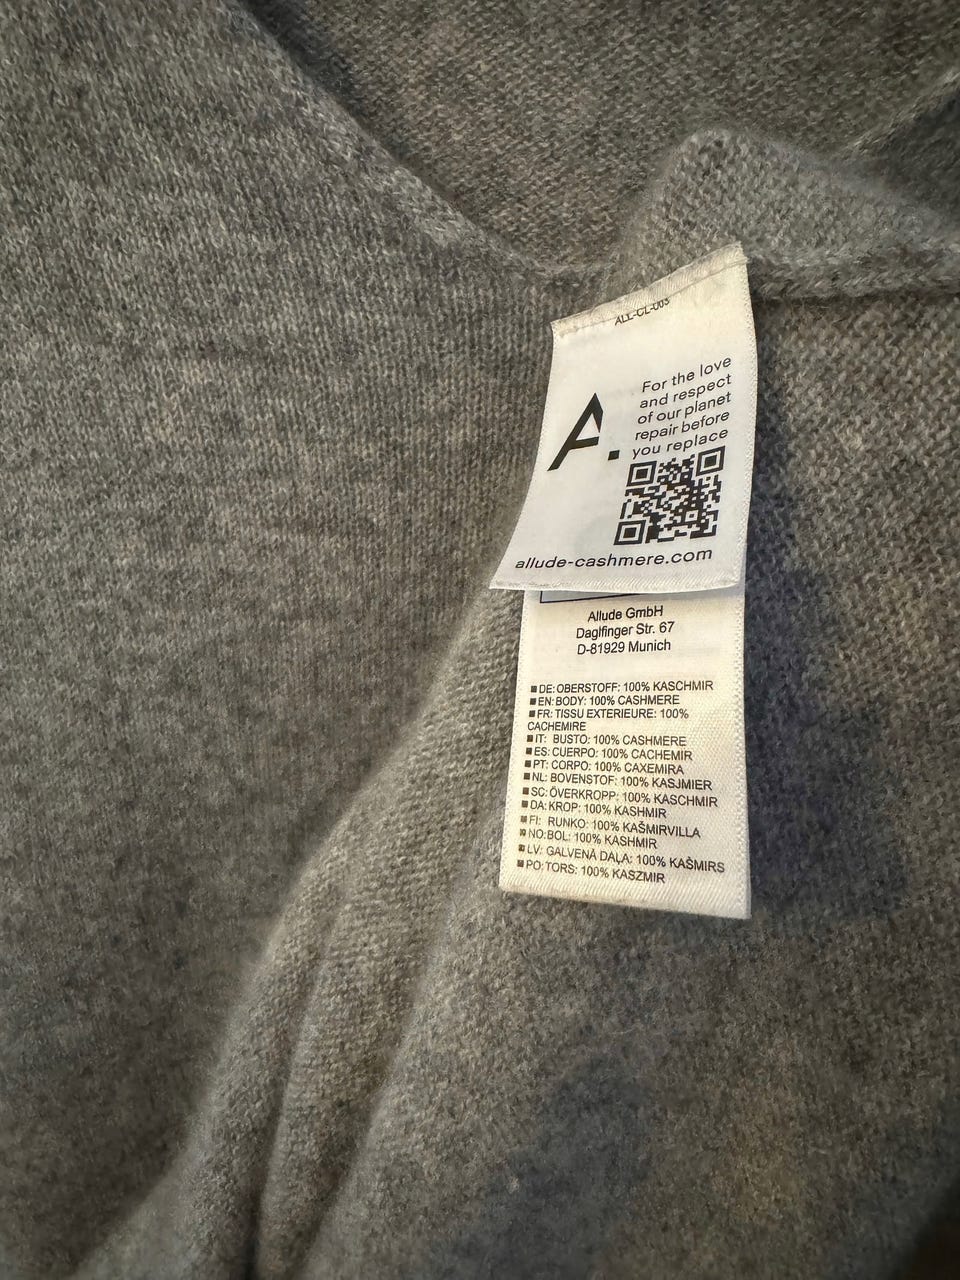 ALL-CL-003
For the love
and respect
of our planet
repair before
you replace
A.
allude-cashmere.com
Allude GmbH
Daglfinger Str. 67
D-81929 Munich
DE: OBERSTOFF: 100% KASCHMIR
EN: BODY: 100% CASHMERE
FR: TISSU EXTERIEURE: 100%
CACHEMIRE
IT: BUSTO: 100% CASHMERE
ES: CUERPO: 100% CACHEMIR
PT: CORPO: 100% CAXEMIRA
NL: BOVENSTOF: 100% KASJMIER
SC: ÖVERKROPP: 100% KASCHMIR
DA: KROP: 100% KASHMIR
FI: RUNKO: 100% KAŠMIRVILLA
NO: BOL: 100% KASHMIR
LV: GALVENĀ DAĻA: 100% KAŠMIRS
PO: TORS: 100% KASZMIR